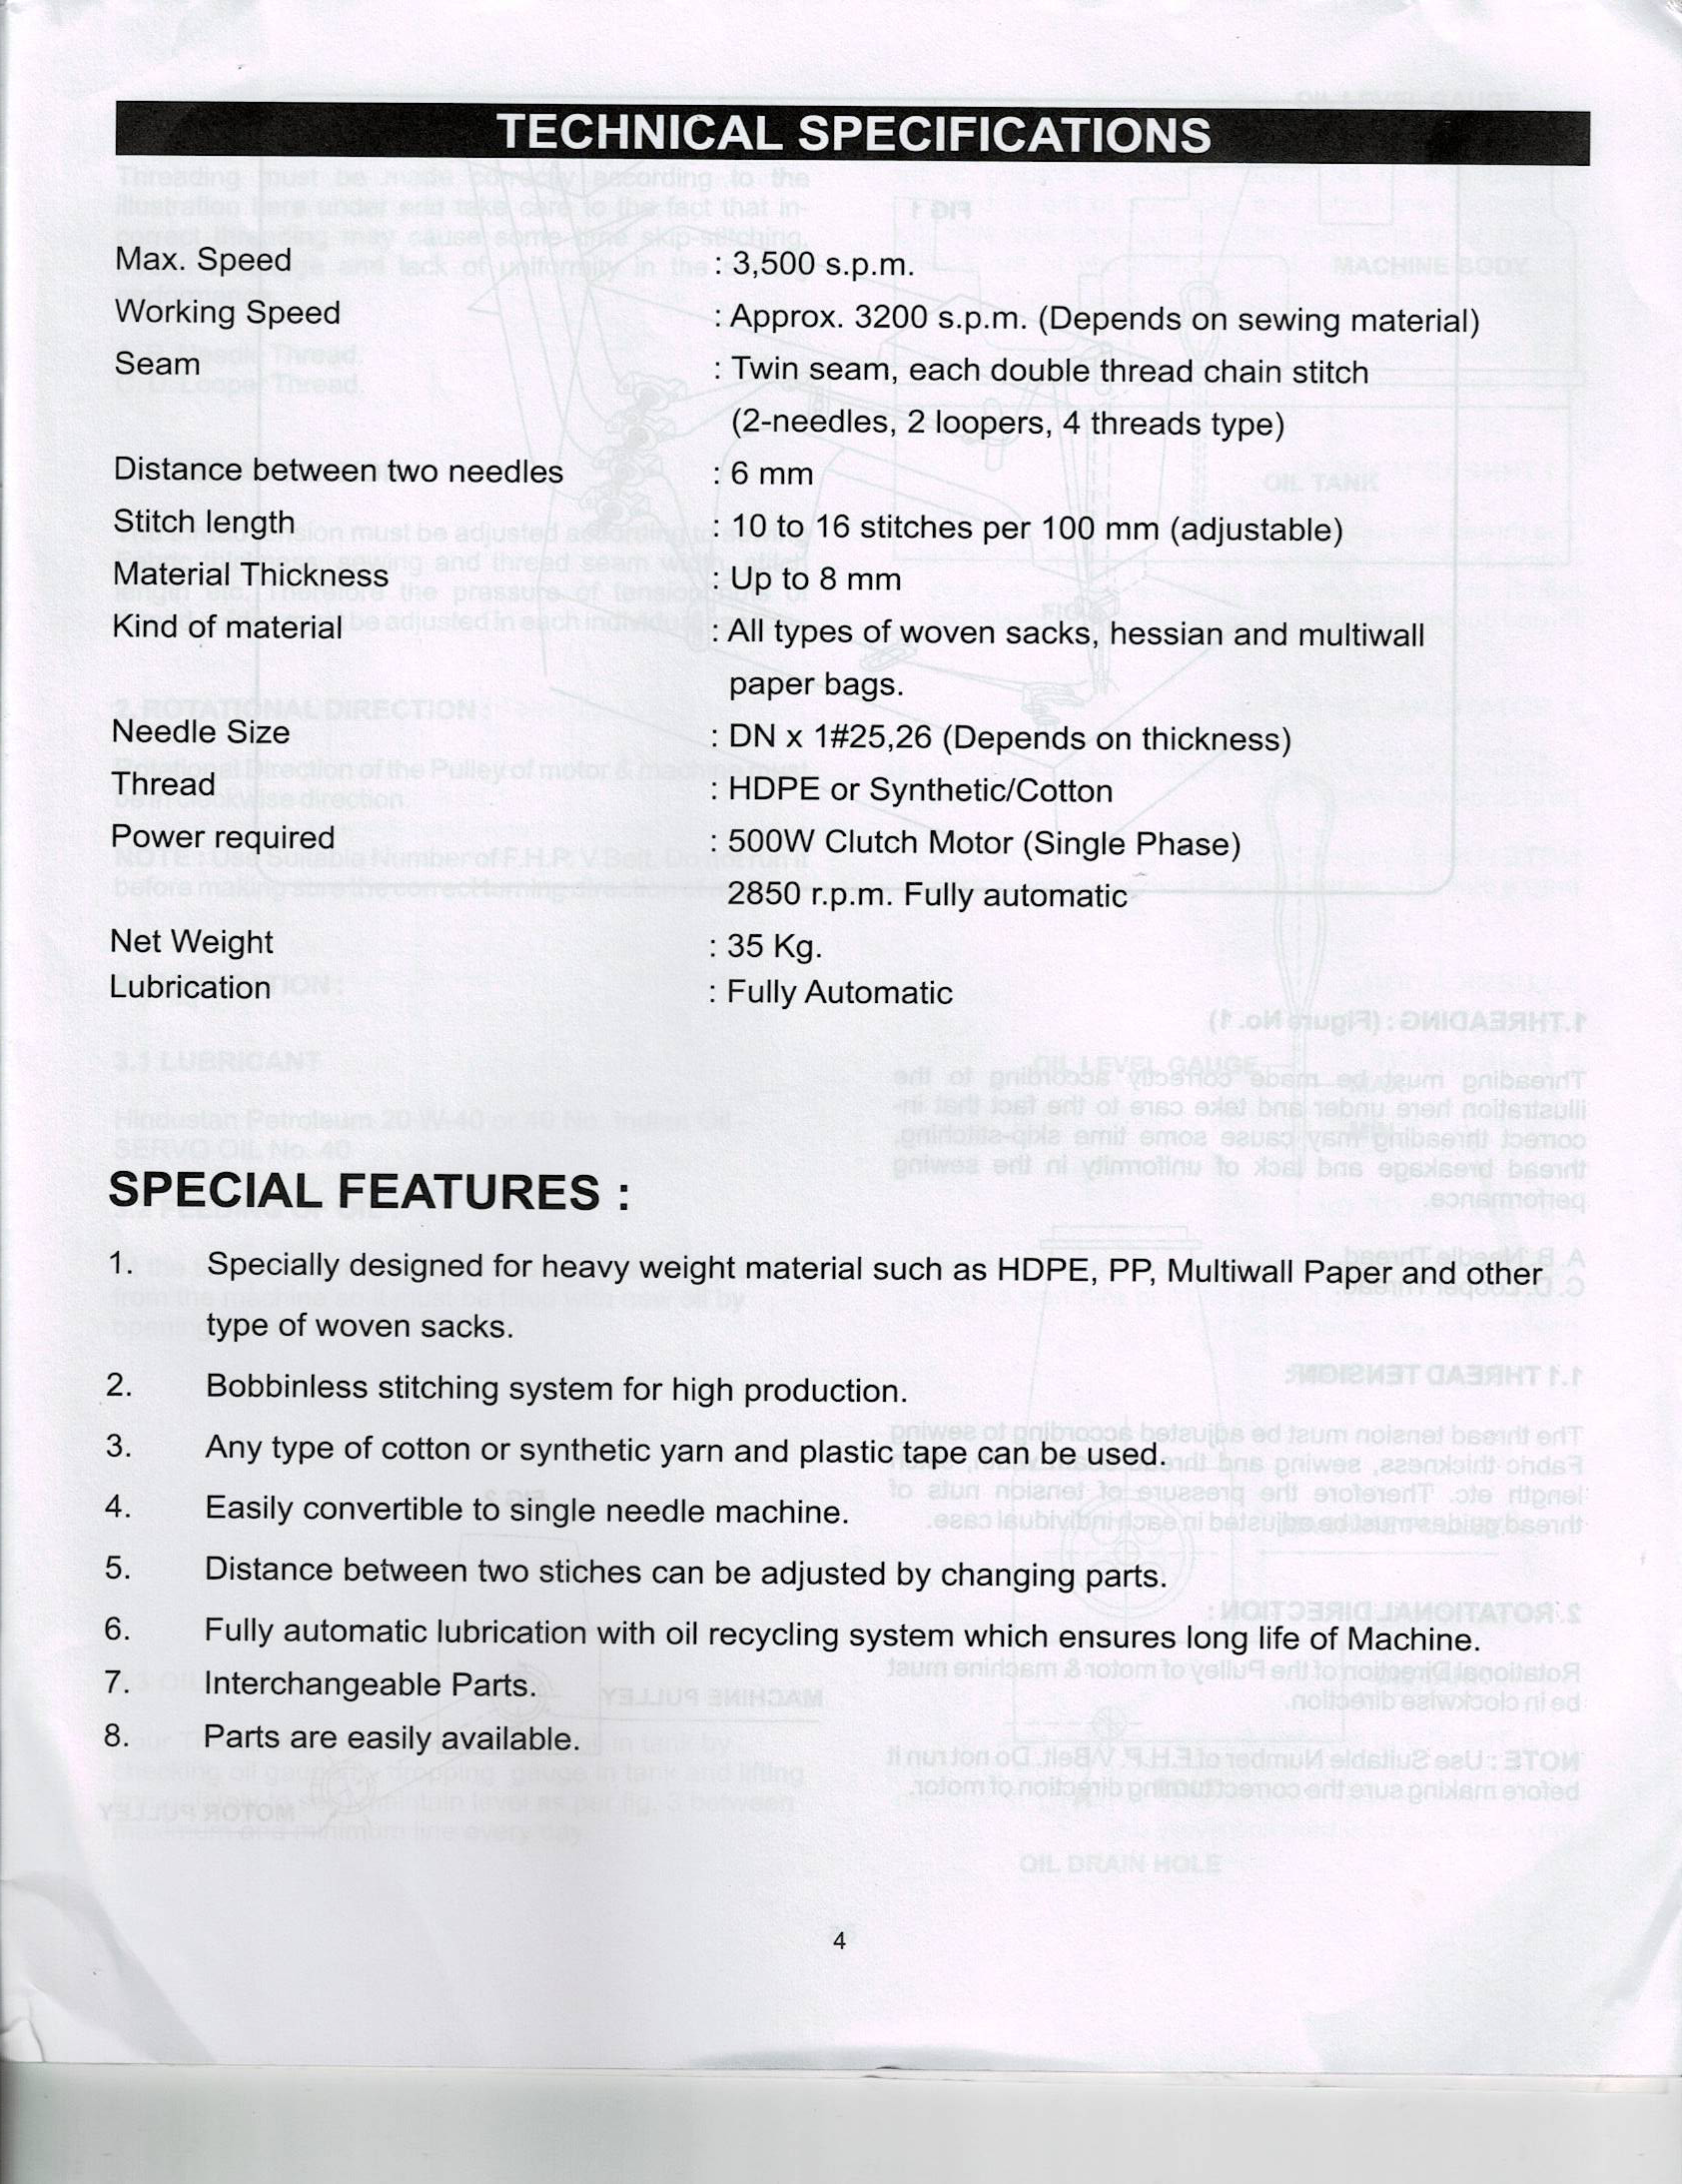 TECHNICAL SPECIFICATIONS
Max. Speed : 3,500 s.p.m.
Working Speed : Approx. 3200 s.p.m. (Depends on sewing material)
Seam : Twin seam, each double thread chain stitch
(2-needles, 2 loopers, 4 threads type)
Distance between two needles : 6 mm
Stitch length : 10 to 16 stitches per 100 mm (adjustable)
Material Thickness : Up to 8 mm
Kind of material : All types of woven sacks, hessian and multiwall
paper bags.
Needle Size : DN x 1#25,26 (Depends on thickness)
Thread : HDPE or Synthetic/Cotton
Power required : 500W Clutch Motor (Single Phase)
2850 r.p.m. Fully automatic
Net Weight : 35 Kg.
Lubrication : Fully Automatic
SPECIAL FEATURES :
1. Specially designed for heavy weight material such as HDPE, PP, Multiwall Paper and other
type of woven sacks.
2. Bobbinless stitching system for high production.
3. Any type of cotton or synthetic yarn and plastic tape can be used.
4. Easily convertible to single needle machine.
5. Distance between two stiches can be adjusted by changing parts.
6. Fully automatic lubrication with oil recycling system which ensures long life of Machine.
7. Interchangeable Parts.
8. Parts are easily available.
4